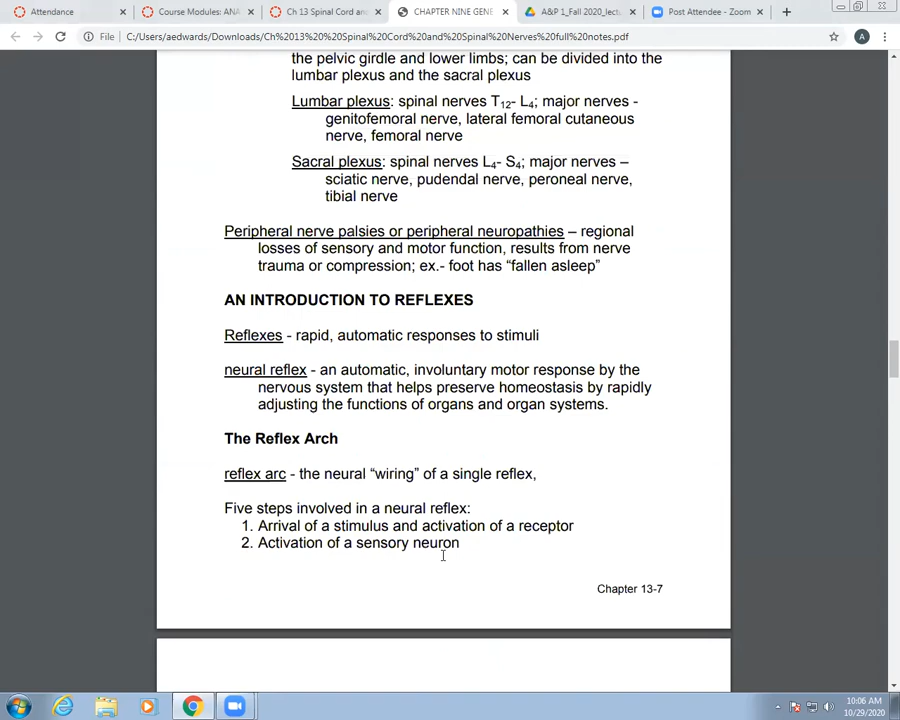 Attendance
Course Modules: ANA
Ch 13 Spinal Cord an
CHAPTER NINE GENE
A&P 1_Fall 2020_lect
Post Attendee - Zoom
File
C:/Users/aedwards/Downloads/Ch%2013%20%20Spinal%20Cord%20and%20Spinal%20Nerves%20full%20notes.pdf
A
the pelvic girdle and lower limbs; can be divided into the
lumbar plexus and the sacral plexus
Lumbar plexus: spinal nerves T12- L4; major nerves -
genitofemoral nerve, lateral femoral cutaneous
nerve, femoral nerve
Sacral plexus: spinal nerves L4- S4; major nerves –
sciatic nerve, pudendal nerve, peroneal nerve,
tibial nerve
Peripheral nerve palsies or peripheral neuropathies – regional
losses of sensory and motor function, results from nerve
trauma or compression; ex.- foot has “fallen asleep”
AN INTRODUCTION TO REFLEXES
Reflexes - rapid, automatic responses to stimuli
neural reflex - an automatic, involuntary motor response by the
nervous system that helps preserve homeostasis by rapidly
adjusting the functions of organs and organ systems.
The Reflex Arch
reflex arc - the neural “wiring” of a single reflex,
Five steps involved in a neural reflex:
1. Arrival of a stimulus and activation of a receptor
2. Activation of a sensory neuron
Chapter 13-7
10:06 AM
10/29/2020